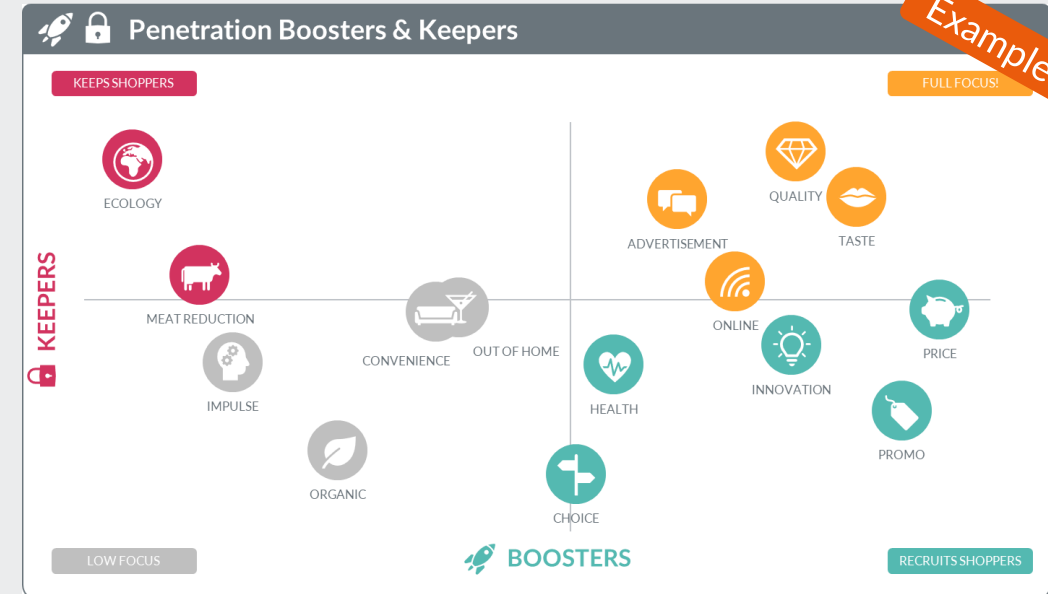 Penetration Boosters & Keepers
Example
KEEPS SHOPPERS
FULL FOCUS!
ECOLOGY
QUALITY
TASTE
ADVERTISEMENT
KEEPERS
MEAT REDUCTION
ONLINE
PRICE
CONVENIENCE
OUT OF HOME
INNOVATION
IMPULSE
HEALTH
PROMO
ORGANIC
CHOICE
LOW FOCUS
BOOSTERS
RECRUITS SHOPPERS